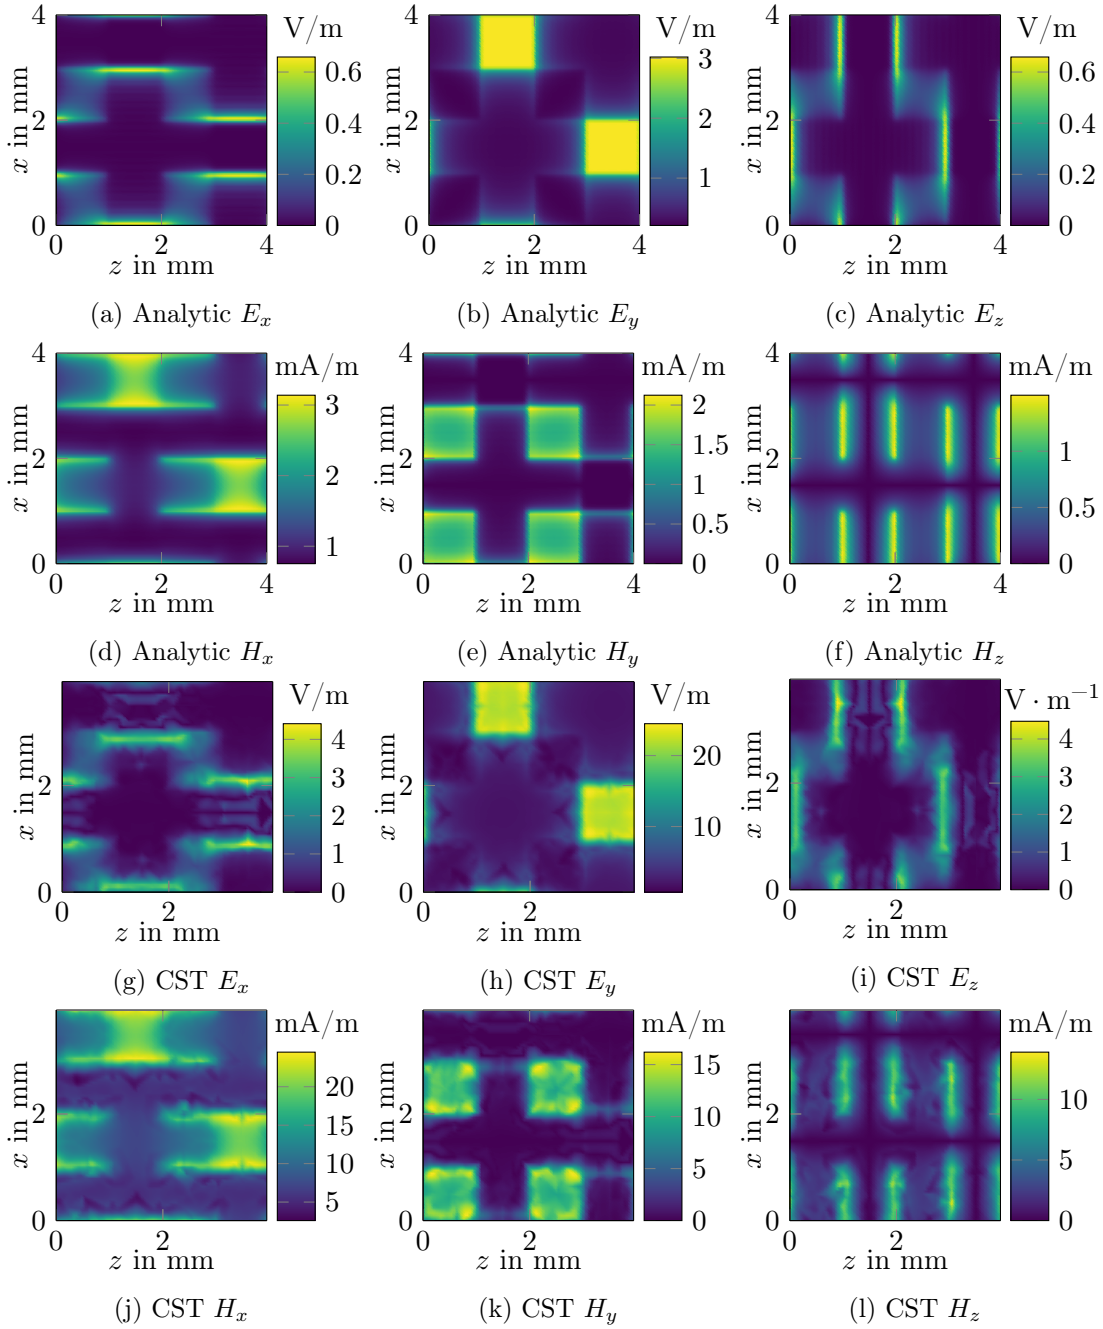 V/m
V/m
V/m
4
2
0
x in mm
0.6
0.4
0.2
0
4
2
0
x in mm
3
2
1
4
2
0
x in mm
0.6
0.4
0.2
0
0 2 4
z in mm
0 2 4
z in mm
0 2 4
z in mm
(a) Analytic Eₓ
(b) Analytic E_y
(c) Analytic E_z
mA/m
mA/m
mA/m
4
2
0
x in mm
3
2
1
4
2
0
x in mm
2
1.5
1
0.5
0
4
2
0
x in mm
1
0.5
0
0 2 4
z in mm
0 2 4
z in mm
0 2 4
z in mm
(d) Analytic Hₓ
(e) Analytic H_y
(f) Analytic H_z
V/m
V/m
V · m⁻¹
2
0
x in mm
4
3
2
1
0
2
0
x in mm
20
10
2
0
x in mm
4
3
2
1
0
0 2
z in mm
0 2
z in mm
0 2
z in mm
(g) CST Eₓ
(h) CST E_y
(i) CST E_z
mA/m
mA/m
mA/m
2
0
x in mm
20
15
10
5
2
0
x in mm
15
10
5
0
2
0
x in mm
10
5
0
0 2
z in mm
0 2
z in mm
0 2
z in mm
(j) CST Hₓ
(k) CST H_y
(l) CST H_z